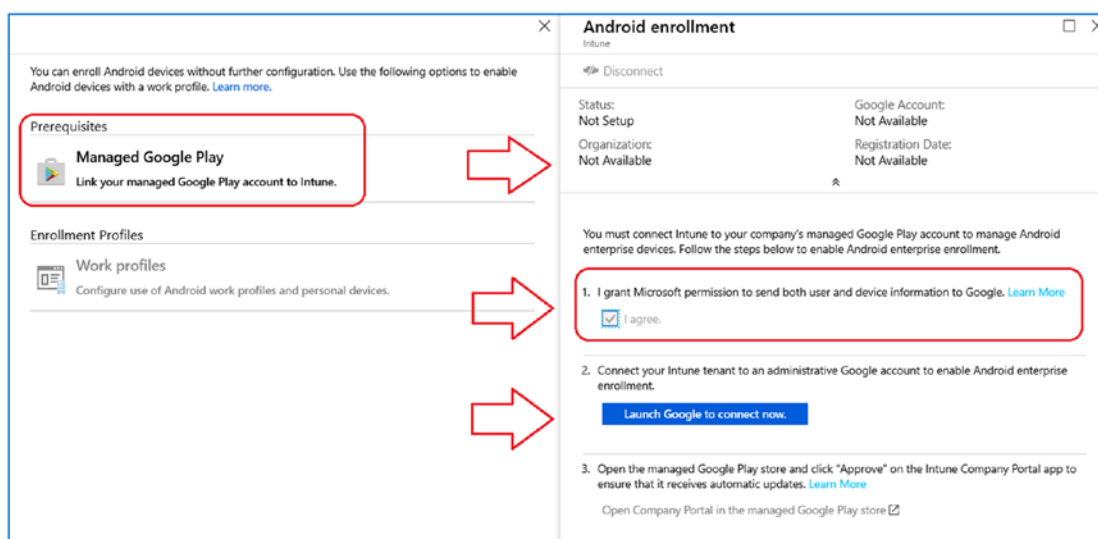 You can enroll Android devices without further configuration. Use the following options to enable
Android devices with a work profile. Learn more.
Prerequisites
Managed Google Play
Link your managed Google Play account to Intune.
Enrollment Profiles
Work profiles
Configure use of Android work profiles and personal devices.
Android enrollment
Intune
Disconnect
Status:
Not Setup
Google Account:
Not Available
Organization:
Not Available
Registration Date:
Not Available
You must connect Intune to your company's managed Google Play account to manage Android
enterprise devices. Follow the steps below to enable Android enterprise enrollment.
1. I grant Microsoft permission to send both user and device information to Google. Learn More
I agree.
2. Connect your Intune tenant to an administrative Google account to enable Android enterprise
enrollment.
Launch Google to connect now.
3. Open the managed Google Play store and click "Approve" on the Intune Company Portal app to
ensure that it receives automatic updates. Learn More
Open Company Portal in the managed Google Play store